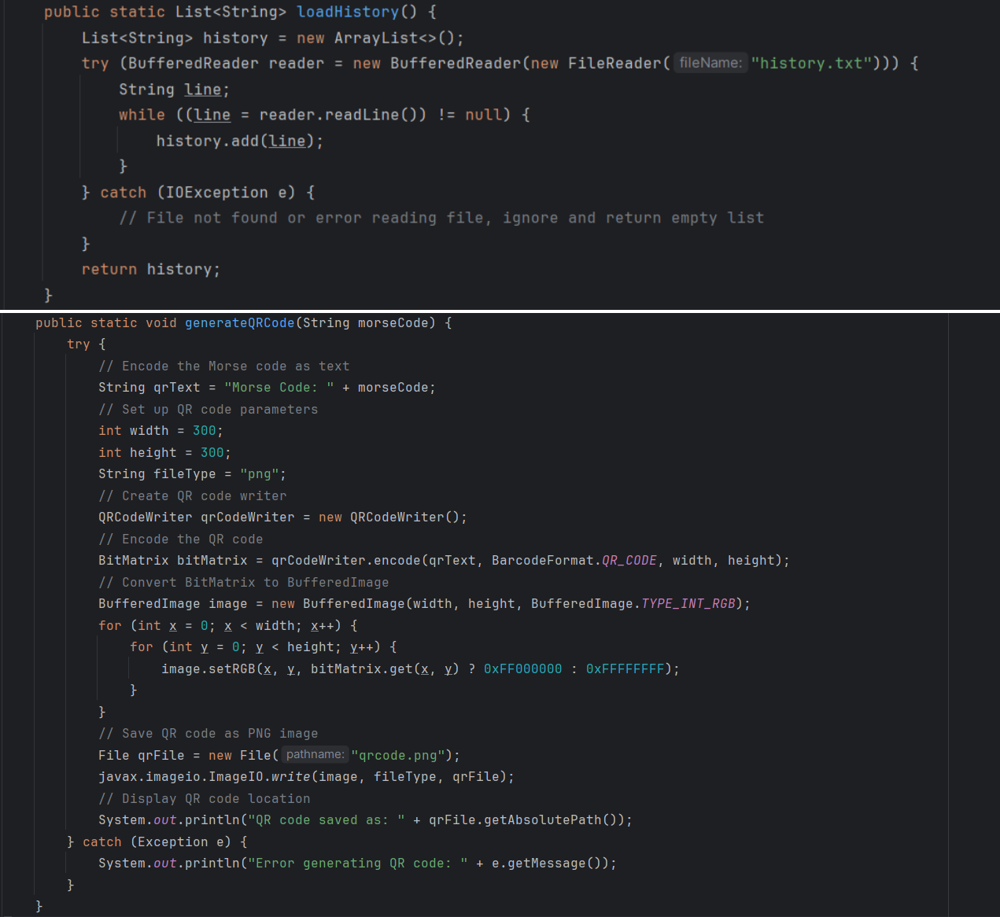 public static List<String> loadHistory() {
List<String> history = new ArrayList<>();
try (BufferedReader reader = new BufferedReader(new FileReader( fileName: "history.txt"))) {
String line;
while ((line = reader.readLine()) != null) {
history.add(line);
}
} catch (IOException e) {
// File not found or error reading file, ignore and return empty list
}
return history;
}
public static void generateQRCode(String morseCode) {
try {
// Encode the Morse code as text
String qrText = "Morse Code: " + morseCode;
// Set up QR code parameters
int width = 300;
int height = 300;
String fileType = "png";
// Create QR code writer
QRCodeWriter qrCodeWriter = new QRCodeWriter();
// Encode the QR code
BitMatrix bitMatrix = qrCodeWriter.encode(qrText, BarcodeFormat.QR_CODE, width, height);
// Convert BitMatrix to BufferedImage
BufferedImage image = new BufferedImage(width, height, BufferedImage.TYPE_INT_RGB);
for (int x = 0; x < width; x++) {
for (int y = 0; y < height; y++) {
image.setRGB(x, y, bitMatrix.get(x, y) ? 0xFF000000 : 0xFFFFFFFF);
}
}
// Save QR code as PNG image
File qrFile = new File( pathname: "qrcode.png");
javax.imageio.ImageIO.write(image, fileType, qrFile);
// Display QR code location
System.out.println("QR code saved as: " + qrFile.getAbsolutePath());
} catch (Exception e) {
System.out.println("Error generating QR code: " + e.getMessage());
}
}